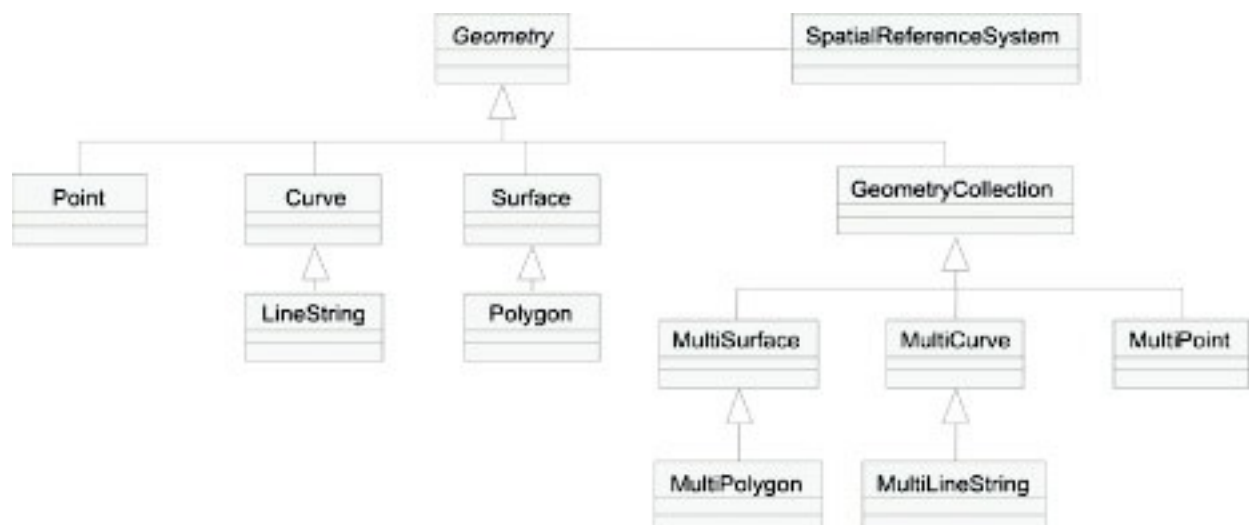 Geometry
SpatialReferenceSystem
Point
Curve
Surface
GeometryCollection
LineString
Polygon
MultiSurface
MultiCurve
MultiPoint
MultiPolygon
MultiLineString